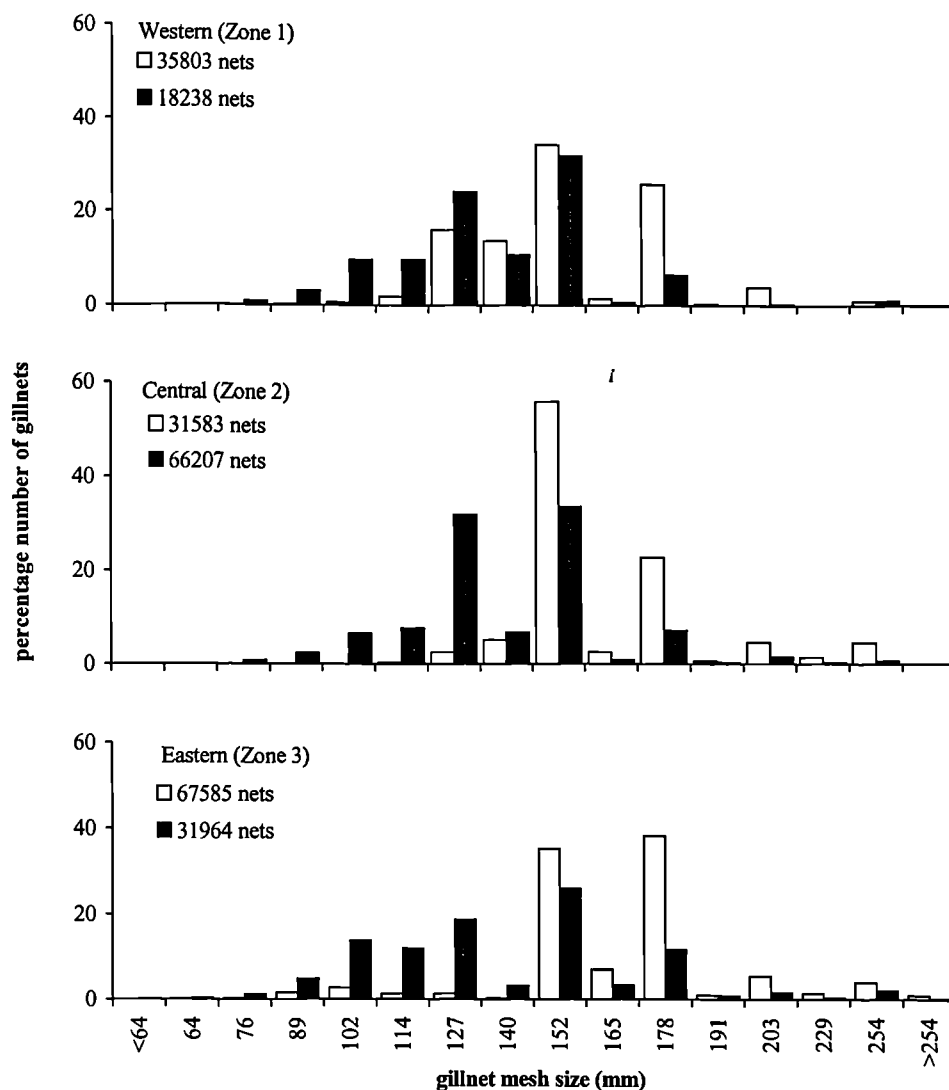 60
40
20
0
Western (Zone 1)
35803 nets
18238 nets
60
40
20
0
Central (Zone 2)
31583 nets
66207 nets
l
percentage number of gillnets
60
40
20
0
Eastern (Zone 3)
67585 nets
31964 nets
<64
64
76
89
102
114
127
140
152
165
178
191
203
229
254
>254
gillnet mesh size (mm)